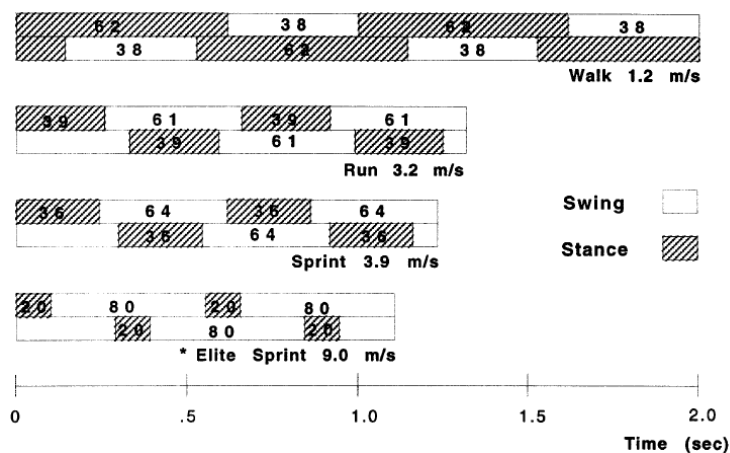 62 38 62 38
38 62 38
Walk 1.2 m/s
39 61 39 61
39 61 39
Run 3.2 m/s
36 64 36 64
36 64 36
Sprint 3.9 m/s
Swing
Stance
20 80 20 80
20 80 20
* Elite Sprint 9.0 m/s
0 .5 1.0 1.5 2.0
Time (sec)